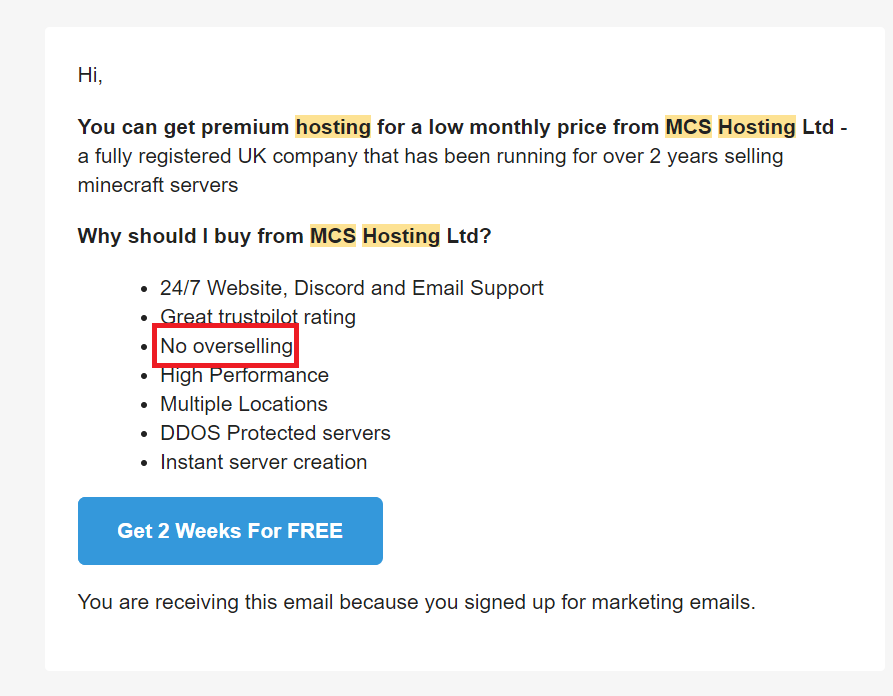 Hi,
You can get premium hosting for a low monthly price from MCS Hosting Ltd -
a fully registered UK company that has been running for over 2 years selling
minecraft servers
Why should I buy from MCS Hosting Ltd?
24/7 Website, Discord and Email Support
Great trustpilot rating
No overselling
High Performance
Multiple Locations
DDOS Protected servers
Instant server creation
Get 2 Weeks For FREE
You are receiving this email because you signed up for marketing emails.